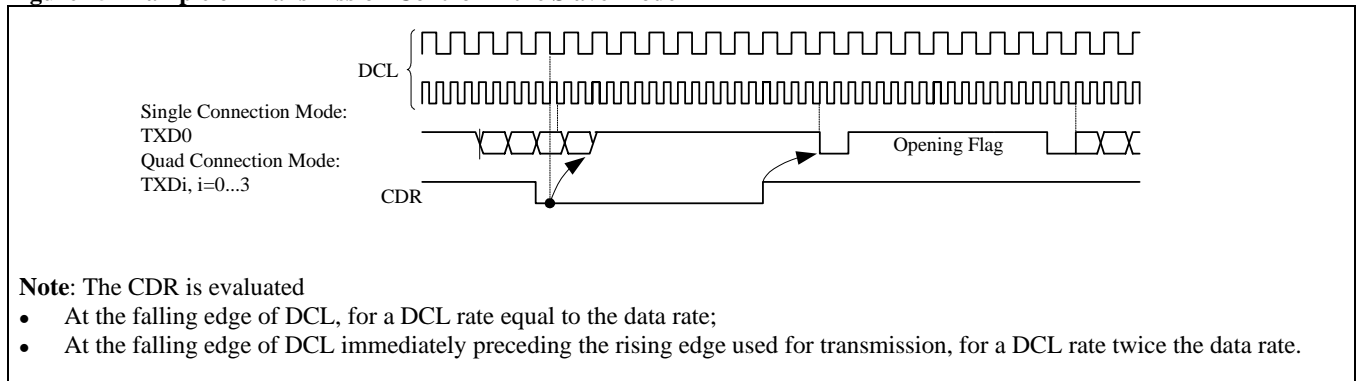 DCL
Single Connection Mode:
TXD0
Quad Connection Mode:
TXDi, i=0...3
Opening Flag
CDR
Note: The CDR is evaluated
• At the falling edge of DCL, for a DCL rate equal to the data rate;
• At the falling edge of DCL immediately preceding the rising edge used for transmission, for a DCL rate twice the data rate.